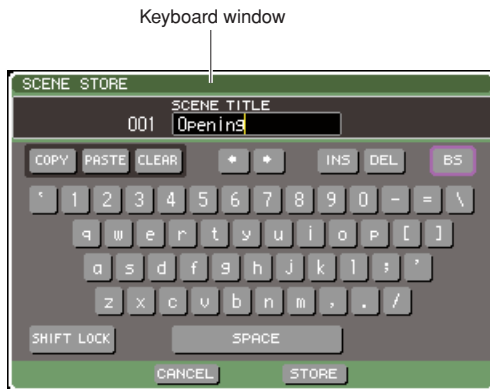 Keyboard window
SCENE STORE
SCENE TITLE
001 Opening
COPY PASTE CLEAR INS DEL BS
` 1 2 3 4 5 6 7 8 9 0 - = \
q w e r t y u i o p [ ]
a s d f g h j k l ; '
z x c v b n m , . /
SHIFT LOCK SPACE
CANCEL STORE